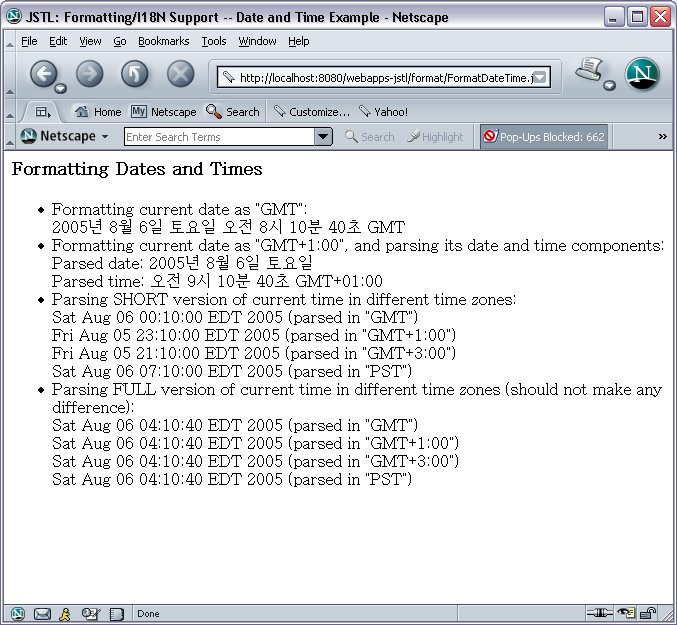 JSTL: Formatting/I18N Support -- Date and Time Example - Netscape
File Edit View Go Bookmarks Tools Window Help
http://localhost:8080/webapps-jstl/format/FormatDateTime.j
Home My Netscape Search Customize... Yahoo!
Netscape Enter Search Terms Search Highlight Pop-Ups Blocked: 662 »
Formatting Dates and Times
• Formatting current date as "GMT":
2005년 8월 6일 토요일 오전 8시 10분 40초 GMT
• Formatting current date as "GMT+1:00", and parsing its date and time components:
Parsed date: 2005년 8월 6일 토요일
Parsed time: 오전 9시 10분 40초 GMT+01:00
• Parsing SHORT version of current time in different time zones:
Sat Aug 06 00:10:00 EDT 2005 (parsed in "GMT")
Fri Aug 05 23:10:00 EDT 2005 (parsed in "GMT+1:00")
Fri Aug 05 21:10:00 EDT 2005 (parsed in "GMT+3:00")
Sat Aug 06 07:10:00 EDT 2005 (parsed in "PST")
• Parsing FULL version of current time in different time zones (should not make any
difference):
Sat Aug 06 04:10:40 EDT 2005 (parsed in "GMT")
Sat Aug 06 04:10:40 EDT 2005 (parsed in "GMT+1:00")
Sat Aug 06 04:10:40 EDT 2005 (parsed in "GMT+3:00")
Sat Aug 06 04:10:40 EDT 2005 (parsed in "PST")
Done